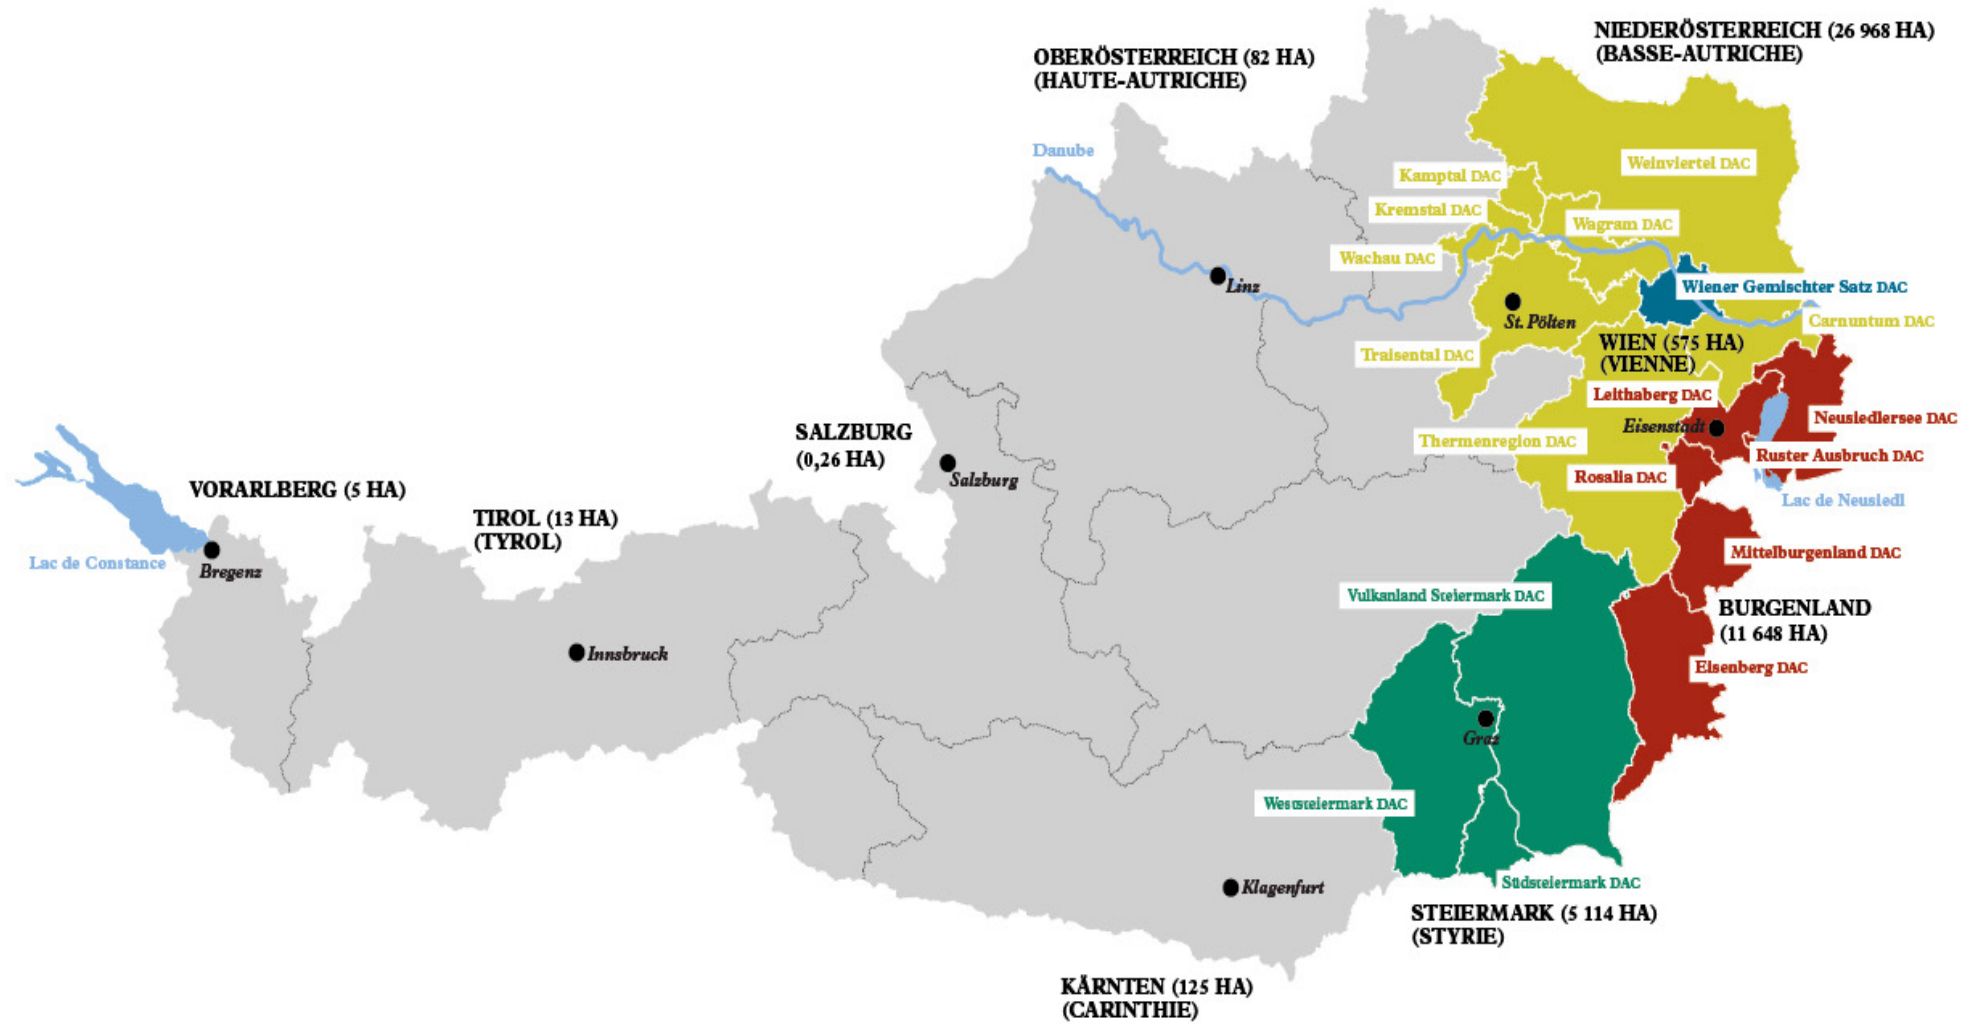 NIEDERÖSTERREICH (26 968 HA)
(BASSE-AUTRICHE)
OBERÖSTERREICH (82 HA)
(HAUTE-AUTRICHE)
Danube
Weinviertel DAC
Kamptal DAC
Kremstal DAC
Wagram DAC
Wachau DAC
Linz
Wiener Gemischter Satz DAC
St. Pölten
Carnuntum DAC
WIEN (575 HA)
(VIENNE)
Traisental DAC
Leithaberg DAC
Neusiedlersee DAC
Eisenstadt
SALZBURG
(0,26 HA)
Thermenregion DAC
Ruster Ausbruch DAC
Salzburg
Rosalia DAC
VORARLBERG (5 HA)
Lac de Neusiedl
TIROL (13 HA)
(TYROL)
Mittelburgenland DAC
Lac de Constance
Bregenz
Vulkanland Steiermark DAC
BURGENLAND
(11 648 HA)
Innsbruck
Eisenberg DAC
Graz
Weststeiermark DAC
Südsteiermark DAC
Klagenfurt
STEIERMARK (5 114 HA)
(STYRIE)
KÄRNTEN (125 HA)
(CARINTHIE)